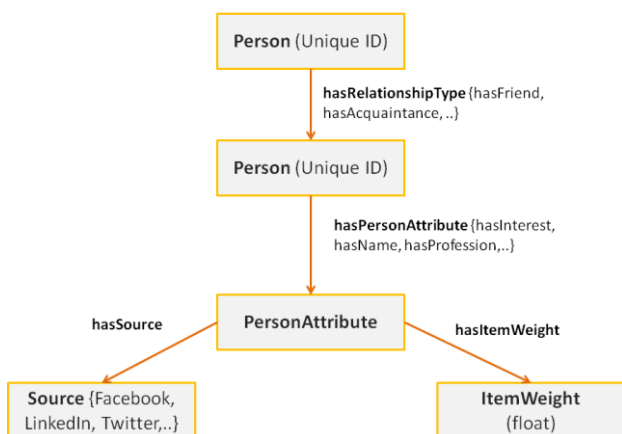 Person (Unique ID)
hasRelationshipType {hasFriend,
hasAcquaintance, ..}
Person (Unique ID)
hasPersonAttribute {hasInterest,
hasName, hasProfession,..}
hasSource
PersonAttribute
hasItemWeight
Source {Facebook,
LinkedIn, Twitter,..}
ItemWeight
(float)